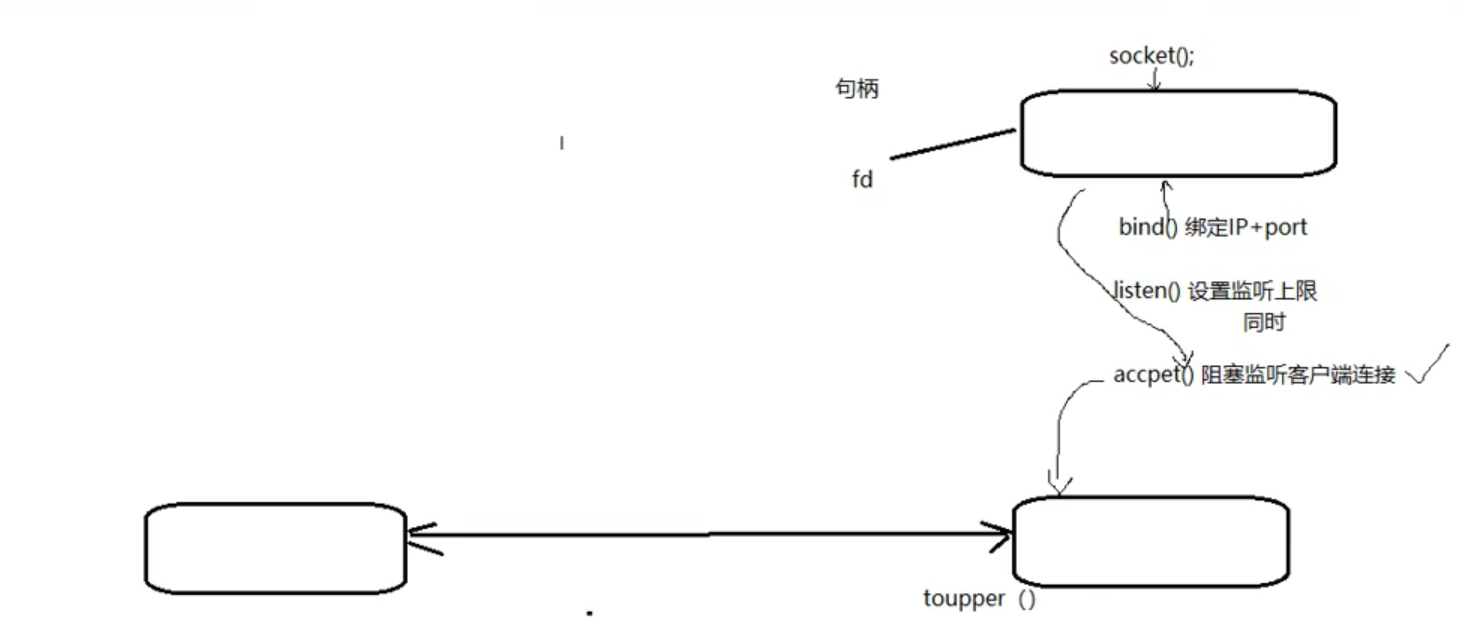 socket();
句柄
fd
bind() 绑定IP+port
listen() 设置监听上限
同时
accpet() 阻塞监听客户端连接
toupper（）